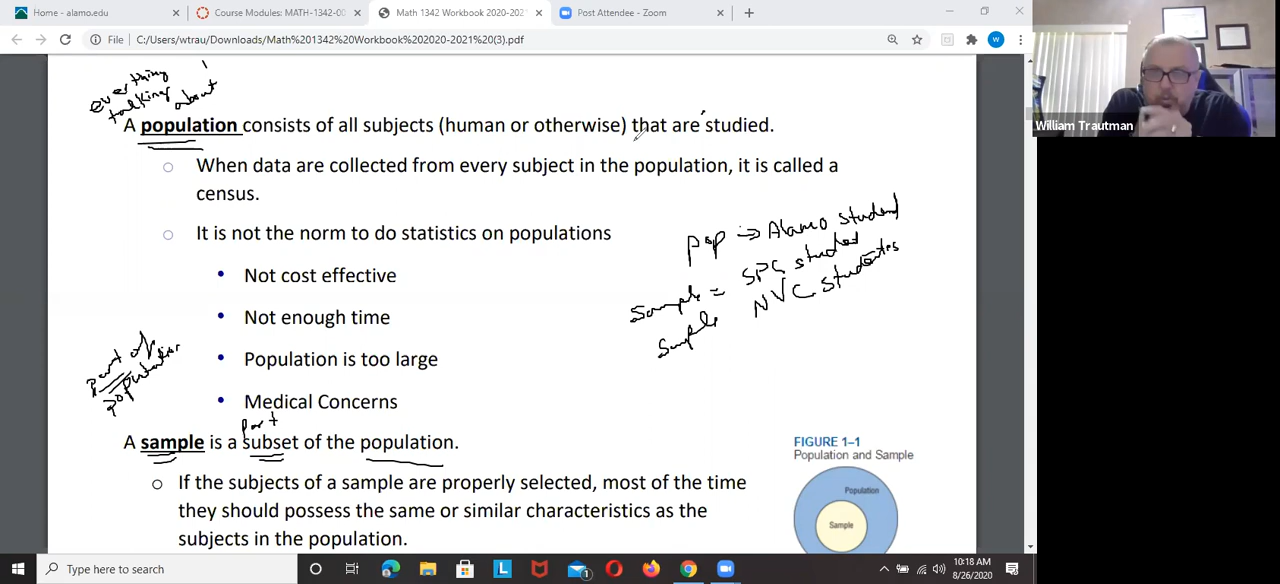 Home - alamo.edu
Course Modules: MATH-1342-00
Math 1342 Workbook 2020-202
Post Attendee - Zoom
File C:/Users/wtrau/Downloads/Math%201342%20Workbook%202020-2021%20(3).pdf
everthing
talking about
A population consists of all subjects (human or otherwise) that are studied.
When data are collected from every subject in the population, it is called a
census.
It is not the norm to do statistics on populations
Not cost effective
Not enough time
Population is too large
Medical Concerns
pop => Alamo student
Sample = SPC student
Sample NVC students
part of
population
part
A sample is a subset of the population.
If the subjects of a sample are properly selected, most of the time
they should possess the same or similar characteristics as the
subjects in the population.
FIGURE 1–1
Population and Sample
Population
Sample
William Trautman
Type here to search
10:18 AM
8/26/2020